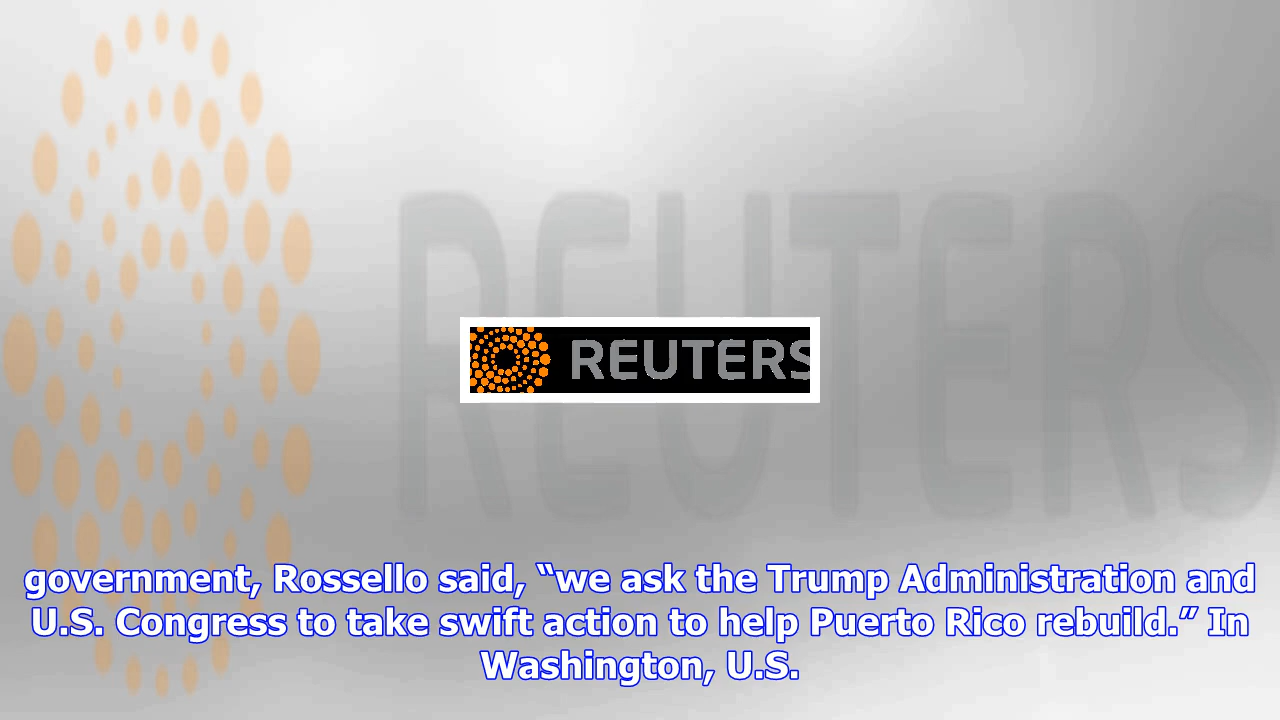 REUTERS
REUTERS
government, Rossello said, “we ask the Trump Administration and
U.S. Congress to take swift action to help Puerto Rico rebuild.” In
Washington, U.S.